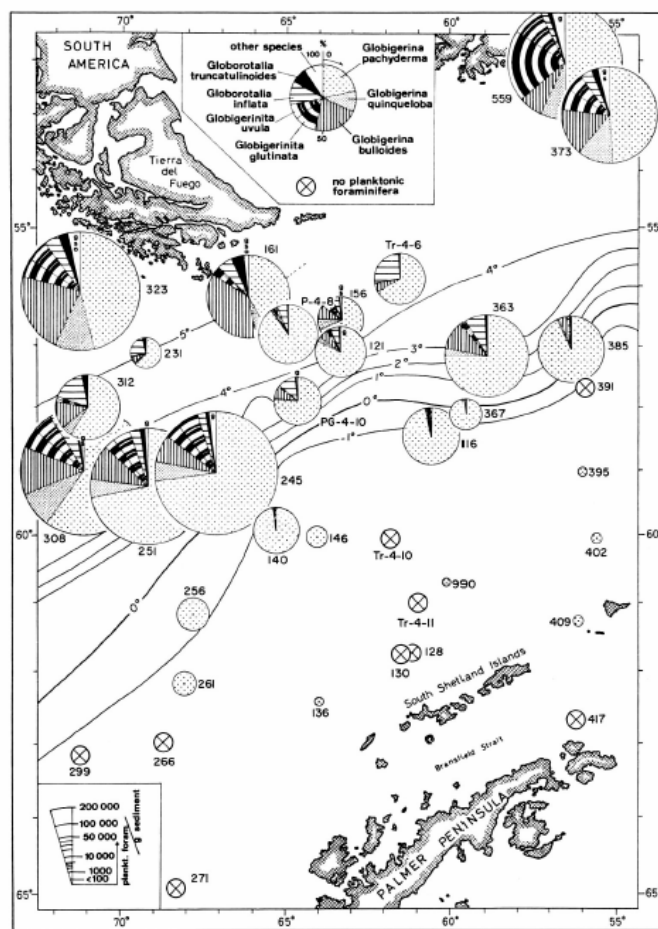 SOUTH
AMERICA
Tierra
del
Fuego
other species
100 0
Globorotalia
truncatulinoides
Globorotalia
inflata
Globigerinita
uvula
Globigerinita
glutinata
50
Globigerina
pachyderma
Globigerina
quinqueloba
Globigerina
bulloides
no planktonic
foraminifera
559
373
55°
55°
323
161
Tr-4-6
4°
P-4-8
156
363
231
5°
121
3°
2°
1°
385
391
312
4°
0°
367
PG-4-10
-1°
116
245
395
308
251
60°
60°
140
146
Tr-4-10
402
0°
256
990
Tr-4-11
409
128
130
261
South Shetland Islands
136
417
299
266
Bransfield Strait
PALMER PENINSULA
200 000
100 000
50 000
10 000
1000
<100
plankt. foram.
g sediment
271
65°
65°
70°
65°
60°
55°